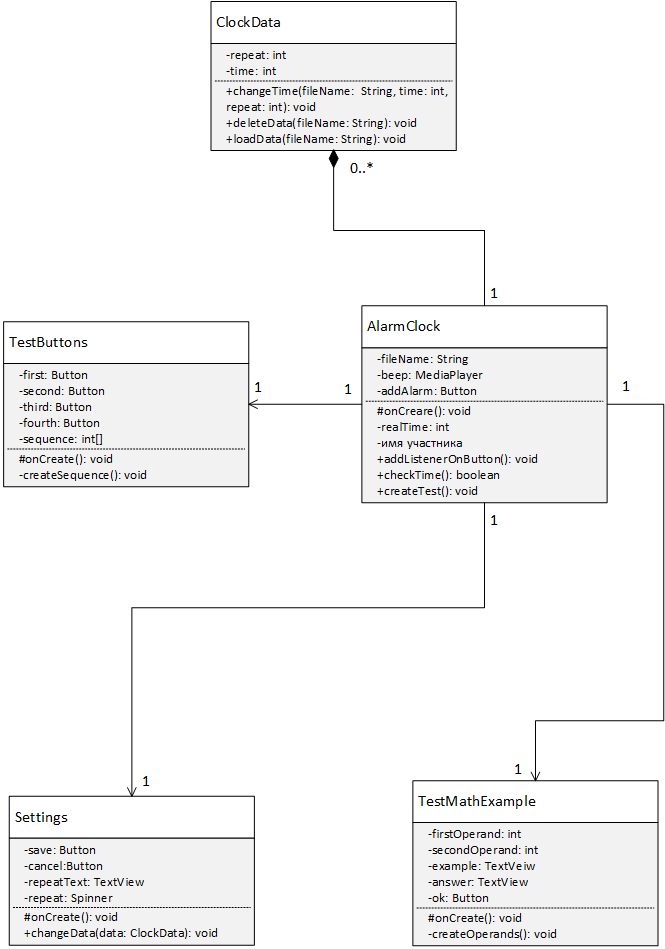 ClockData
-repeat: int
-time: int
+changeTime(fileName: String, time: int,
repeat: int): void
+deleteData(fileName: String): void
+loadData(fileName: String): void
0..*
1
AlarmClock
-fileName: String
-beep: MediaPlayer
-addAlarm: Button
#onCreare(): void
-realTime: int
-имя участника
+addListenerOnButton(): void
+checkTime(): boolean
+createTest(): void
1
1
1
1
TestButtons
-first: Button
-second: Button
-third: Button
-fourth: Button
-sequence: int[]
#onCreate(): void
-createSequence(): void
1
Settings
-save: Button
-cancel:Button
-repeatText: TextView
-repeat: Spinner
#onCreate(): void
+changeData(data: ClockData): void
1
TestMathExample
-firstOperand: int
-secondOperand: int
-example: TextVeiw
-answer: TextView
-ok: Button
#onCreate(): void
-createOperands(): void